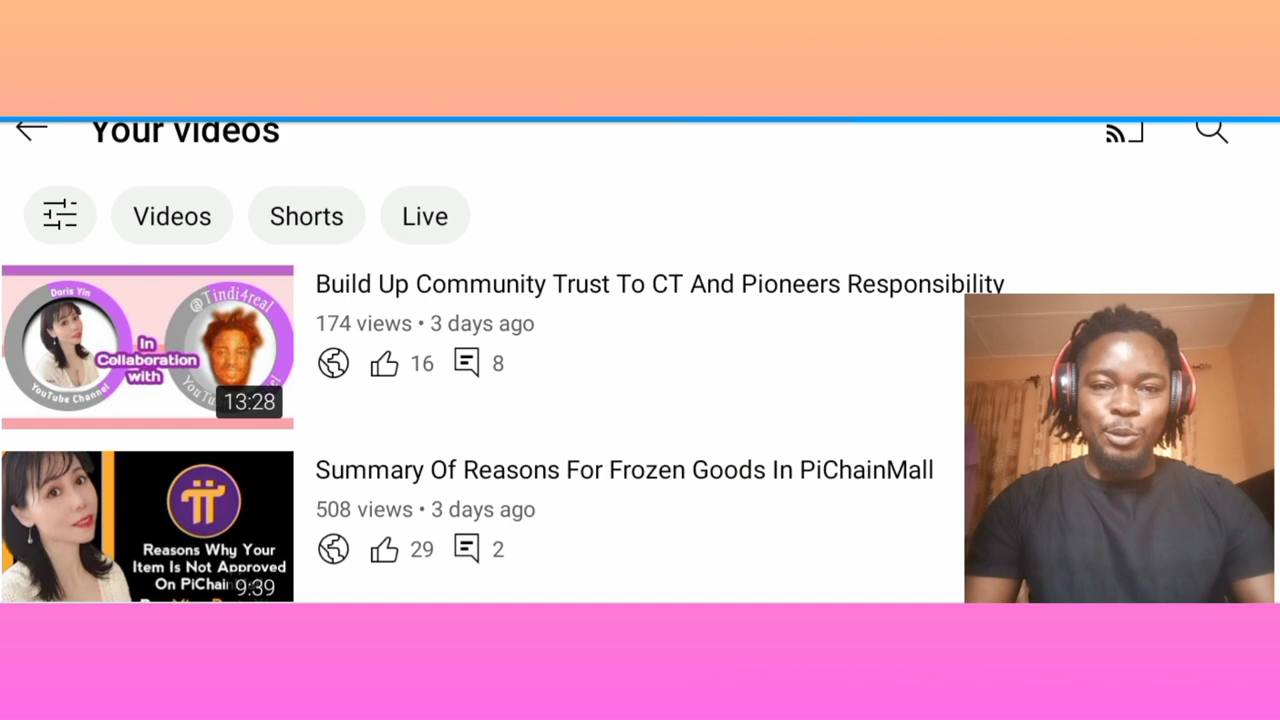 Your videos
Videos
Shorts
Live
Doris Yin
YouTube Channel
In
Collaboration
with
@Tindi4real
13:28
Build Up Community Trust To CT And Pioneers Responsibility
174 views • 3 days ago
16
8
Reasons Why Your
Item Is Not Approved
On PiChai
9:39
Summary Of Reasons For Frozen Goods In PiChainMall
508 views • 3 days ago
29
2